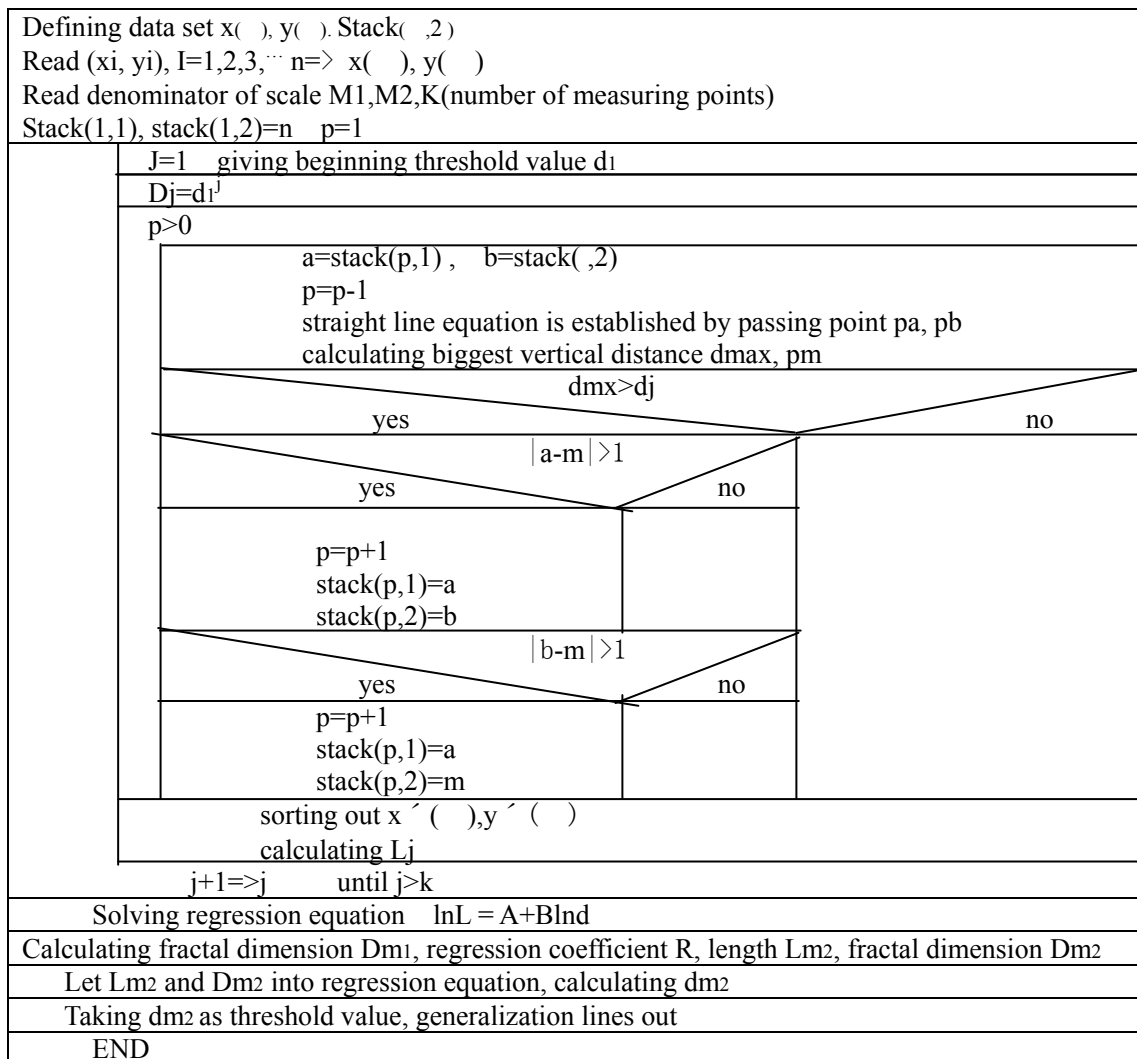 Defining data set x( ), y( ). Stack( ,2 )
Read (xi, yi), I=1,2,3,… n=> x( ), y( )
Read denominator of scale M1,M2,K(number of measuring points)
Stack(1,1), stack(1,2)=n p=1
J=1 giving beginning threshold value d1
Dj=d1^j
p>0
a=stack(p,1) , b=stack( ,2)
p=p-1
straight line equation is established by passing point pa, pb
calculating biggest vertical distance dmax, pm
dmx>dj
yes no
|a-m|>1
yes no
p=p+1
stack(p,1)=a
stack(p,2)=b
|b-m|>1
yes no
p=p+1
stack(p,1)=a
stack(p,2)=m
sorting out x´( ),y´( )
calculating Lj
j+1=>j until j>k
Solving regression equation lnL = A+Blnd
Calculating fractal dimension Dm1, regression coefficient R, length Lm2, fractal dimension Dm2
Let Lm2 and Dm2 into regression equation, calculating dm2
Taking dm2 as threshold value, generalization lines out
END